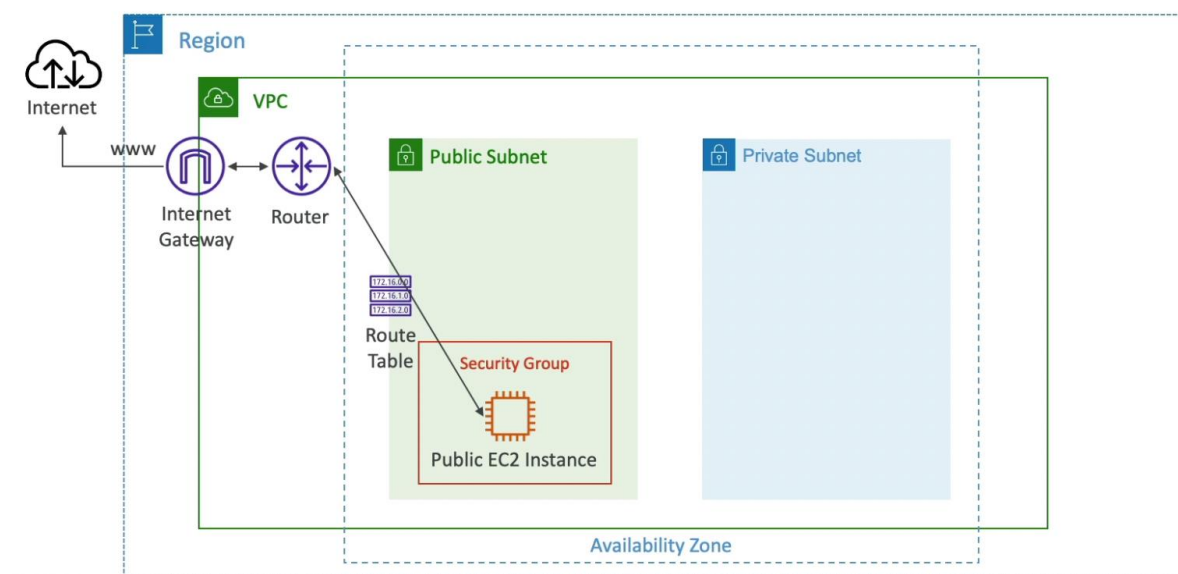 Region
Internet
VPC
www
Public Subnet
Private Subnet
Internet
Gateway
Router
172.16.0.0
172.16.1.0
172.16.2.0
Route
Table
Security Group
Public EC2 Instance
Availability Zone